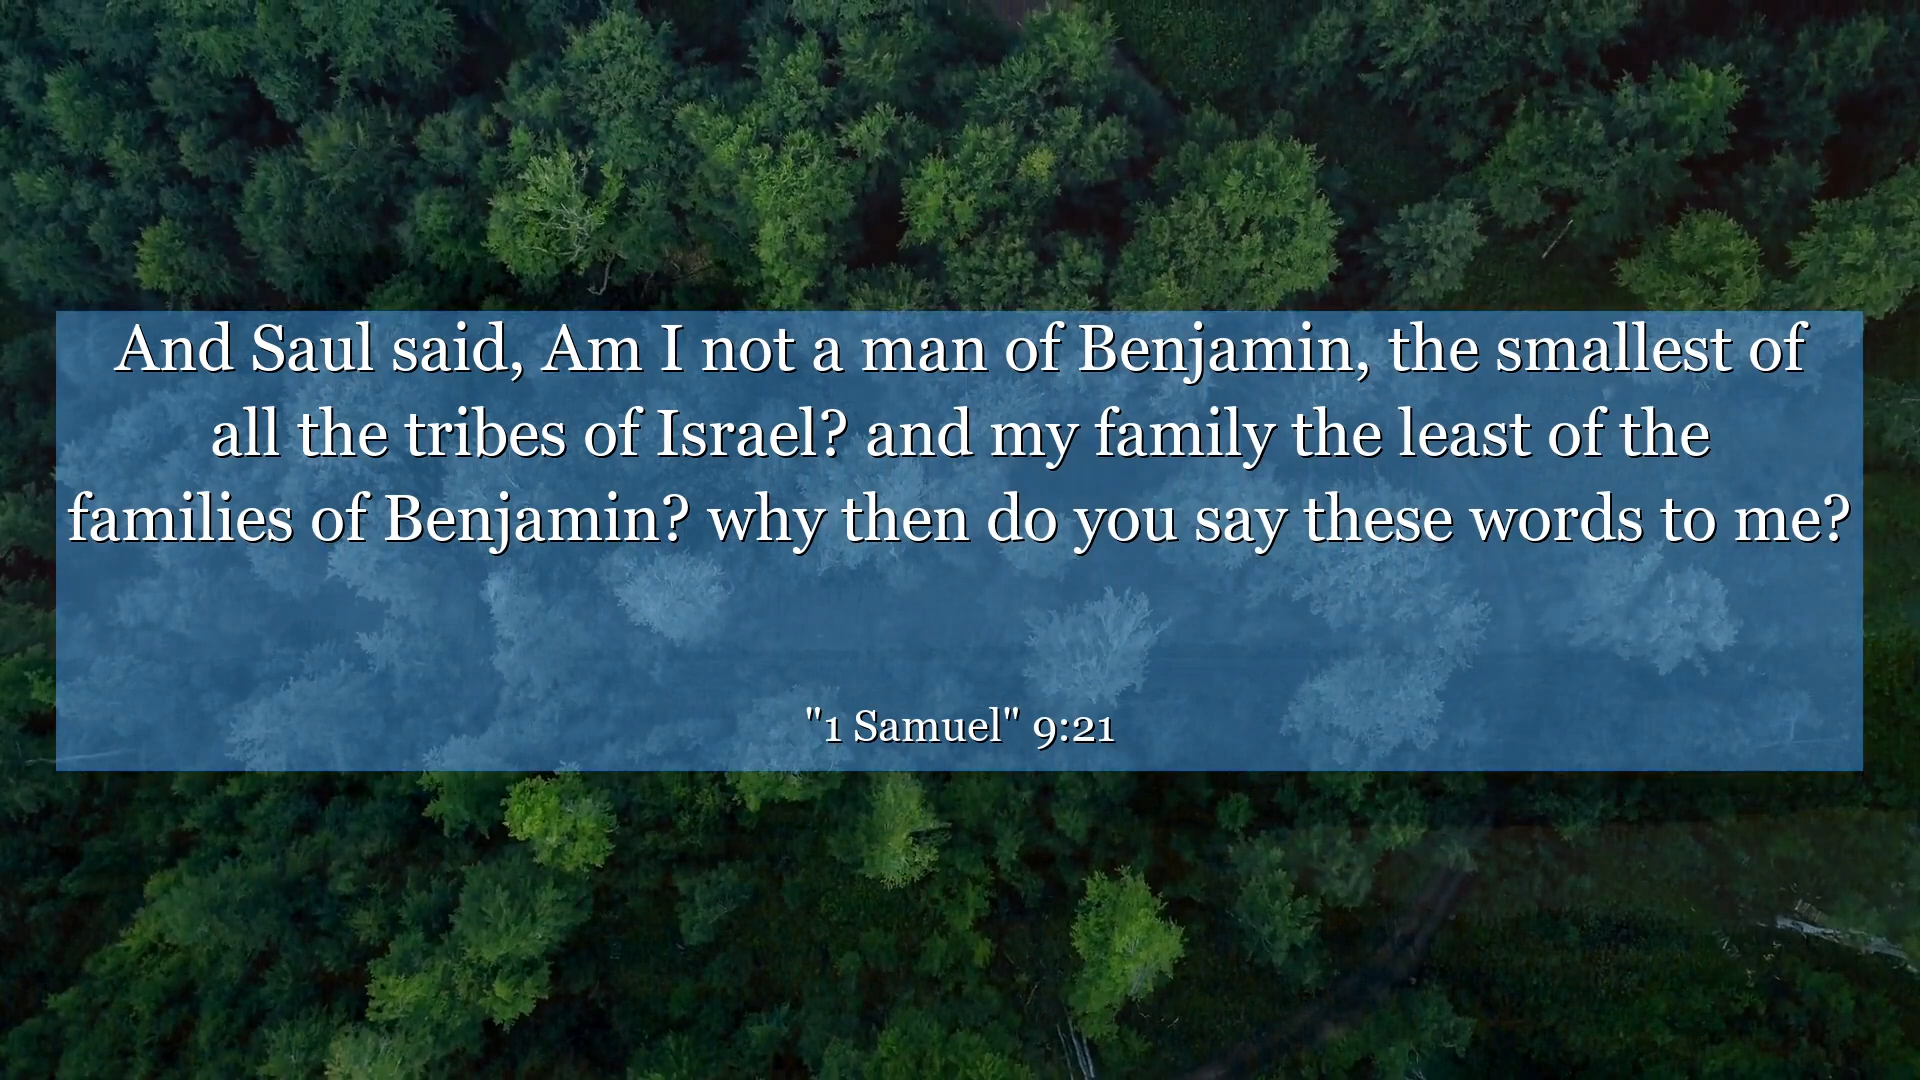 And Saul said, Am I not a man of Benjamin, the smallest of
all the tribes of Israel? and my family the least of the
families of Benjamin? why then do you say these words to me?
"1 Samuel" 9:21